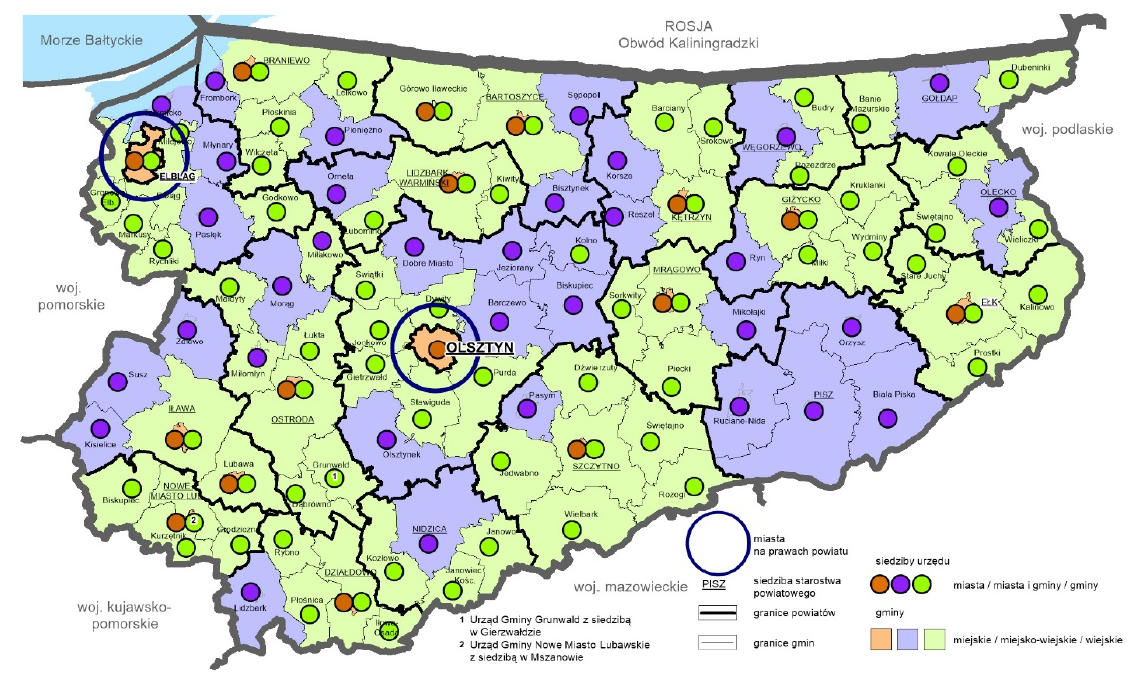 Morze Bałtyckie
ROSJA
Obwód Kaliningradzki
woj. podlaskie
woj.
pomorskie
woj. kujawsko-
pomorskie
woj. mazowieckie
BRANIEWO
Frombork
Lelkowo
Płoskinia
Pieniężno
Wilczęta
Młynary
ELBLĄG
Markusy
Rychliki
Pasłęk
Godkowo
Orneta
Lubomino
LIDZBARK
WARMIŃSKI
Kiwity
Górowo Iławeckie
BARTOSZYCE
Sępopol
Bisztynek
Barciany
Srokowo
Korsze
Reszel
KĘTRZYN
Budry
WĘGORZEWO
Pozezdrze
Banie
Mazurskie
GOŁDAP
Dubeninki
Kowale Oleckie
OLECKO
Świętajno
Wieliczki
Kruklanki
GIŻYCKO
Wydminy
Miłki
Ryn
Stare Juchy
EŁK
Kalinowo
Prostki
MRĄGOWO
Sorkwity
Mikołajki
Piecki
Orzysz
Ruciane-Nida
PISZ
Biała Piska
Miłakowo
Morąg
Małdyty
Zalewo
Łukta
Miłomłyn
OSTRÓDA
Grunwald
1
Dąbrówno
Susz
Kisielice
IŁAWA
Lubawa
Biskupiec
NOWE
MIASTO LUB.
2
Kurzętnik
Grodziczno
Dobre Miasto
Jeziorany
Kolno
Świątki
Dywity
Barczewo
Biskupiec
Jonkowo
OLSZTYN
Gietrzwałd
Purda
Stawiguda
Olsztynek
Pasym
Dźwierzuty
Świętajno
Jedwabno
SZCZYTNO
Rozogi
Wielbark
NIDZICA
Janowo
Kozłowo
Janowiec
Kośc.
Rybno
DZIAŁDOWO
Lidzbark
Płośnica
Iłowo-
Osada
1 Urząd Gminy Grunwald z siedzibą
w Gierzwałdzie
2 Urząd Gminy Nowe Miasto Lubawskie
z siedzibą w Mszanowie
miasta
na prawach powiatu
PISZ
siedziba starostwa
powiatowego
granice powiatów
granice gmin
siedziby urzędu
miasta / miasta i gminy / gminy
gminy
miejskie / miejsko-wiejskie / wiejskie